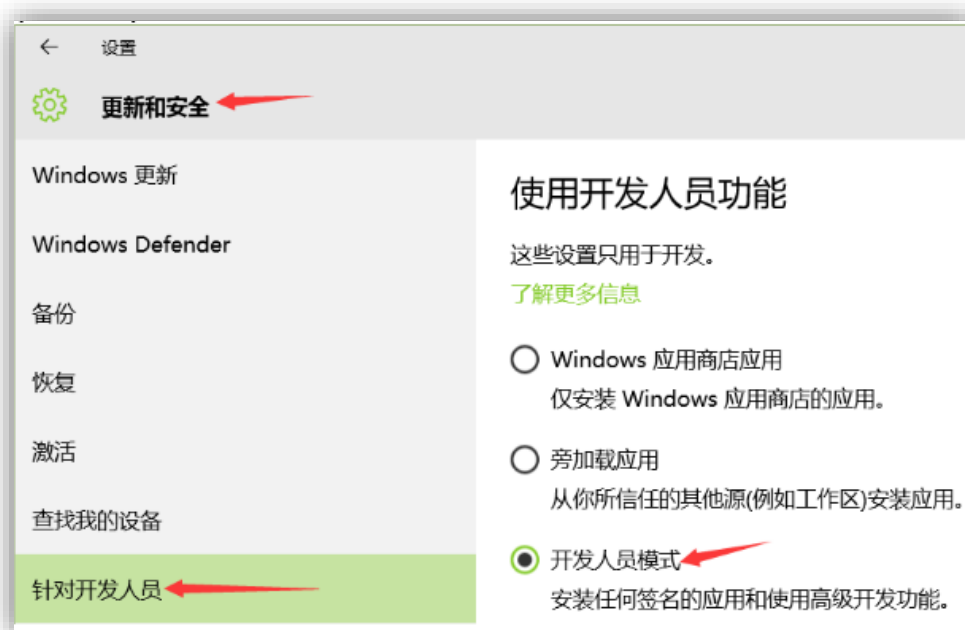 设置
更新和安全
Windows 更新
Windows Defender
备份
恢复
激活
查找我的设备
针对开发人员
使用开发人员功能
这些设置只用于开发。
了解更多信息
Windows 应用商店应用
仅安装 Windows 应用商店的应用。
旁加载应用
从你所信任的其他源(例如工作区)安装应用。
开发人员模式
安装任何签名的应用和使用高级开发功能。